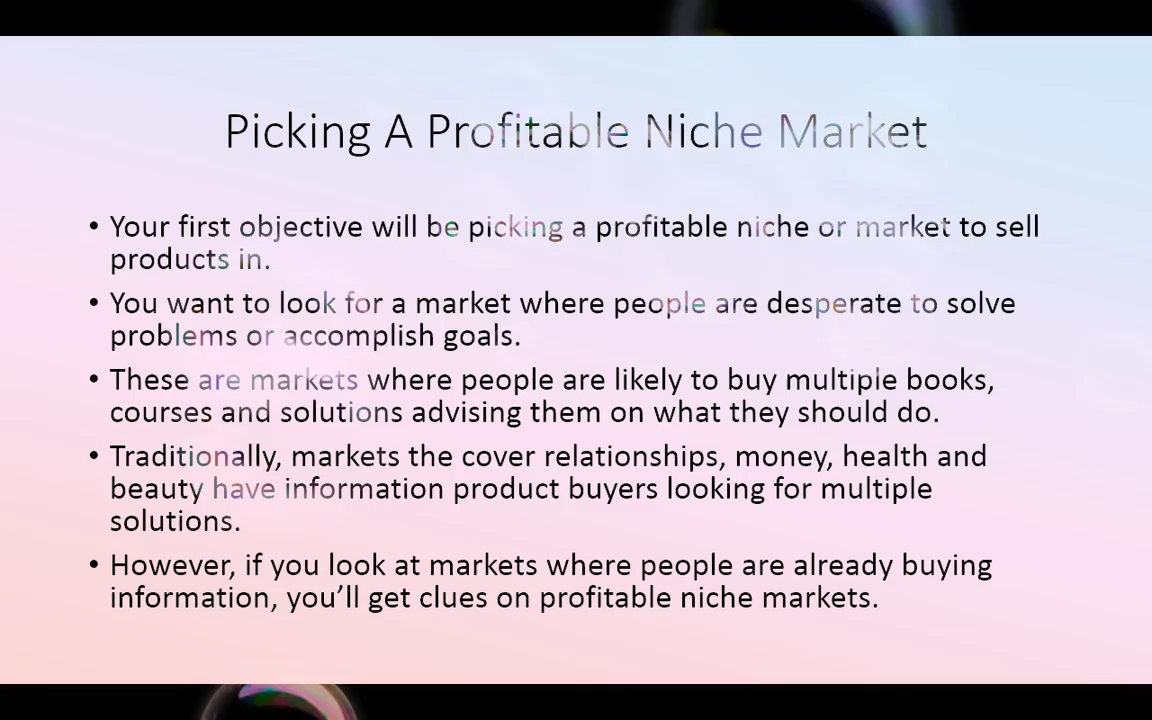 Picking A Profitable Niche Market
• Your first objective will be picking a profitable niche or market to sell
products in.
• You want to look for a market where people are desperate to solve
problems or accomplish goals.
• These are markets where people are likely to buy multiple books,
courses and solutions advising them on what they should do.
• Traditionally, markets the cover relationships, money, health and
beauty have information product buyers looking for multiple
solutions.
• However, if you look at markets where people are already buying
information, you’ll get clues on profitable niche markets.